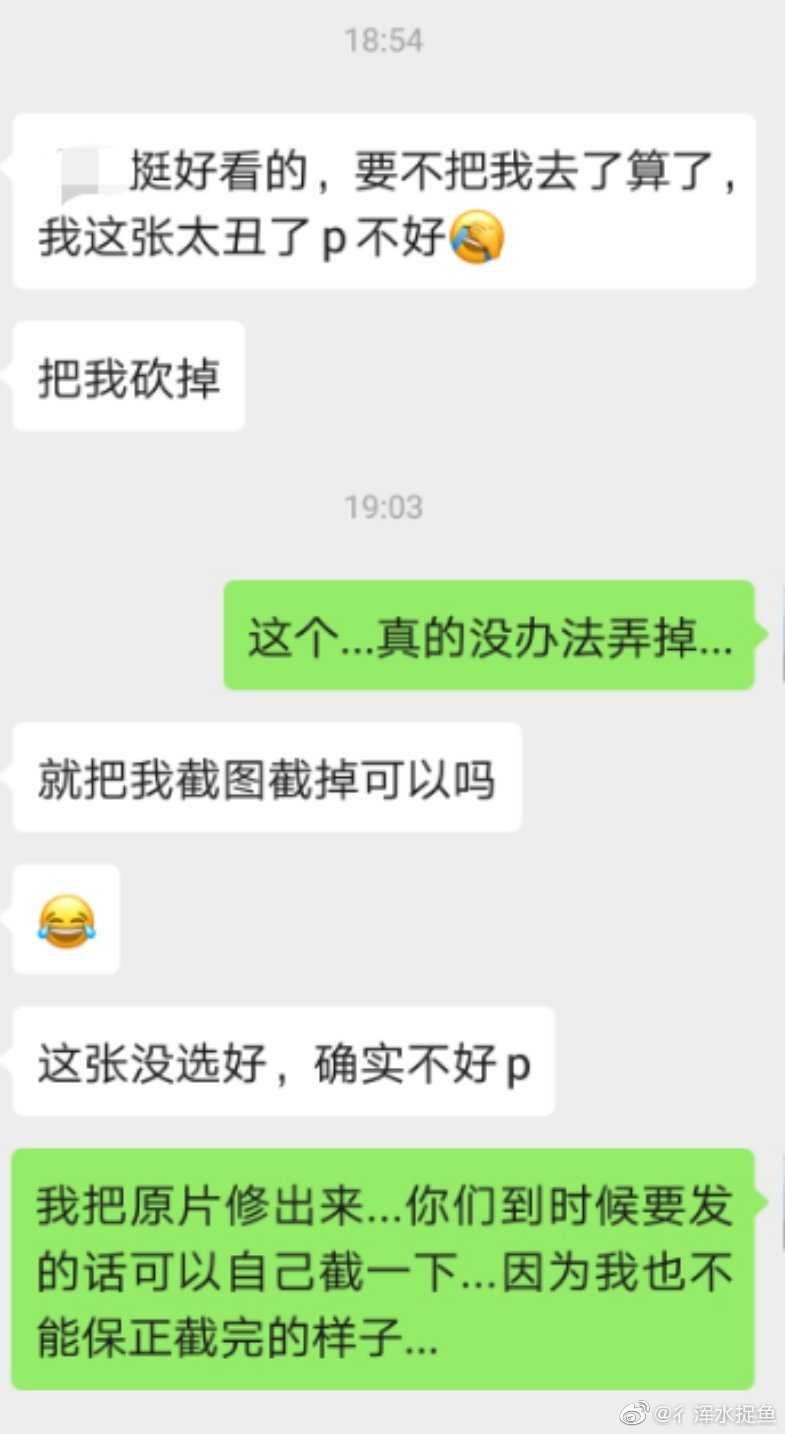 18:54
挺好看的，要不把我去了算了，
我这张太丑了p不好🤦
把我砍掉
19:03
这个...真的没办法弄掉...
就把我截图截掉可以吗
😂
这张没选好，确实不好p
我把原片修出来...你们到时候要发
的话可以自己截一下...因为我也不
能保正截完的样子...
@彳浑水捉鱼